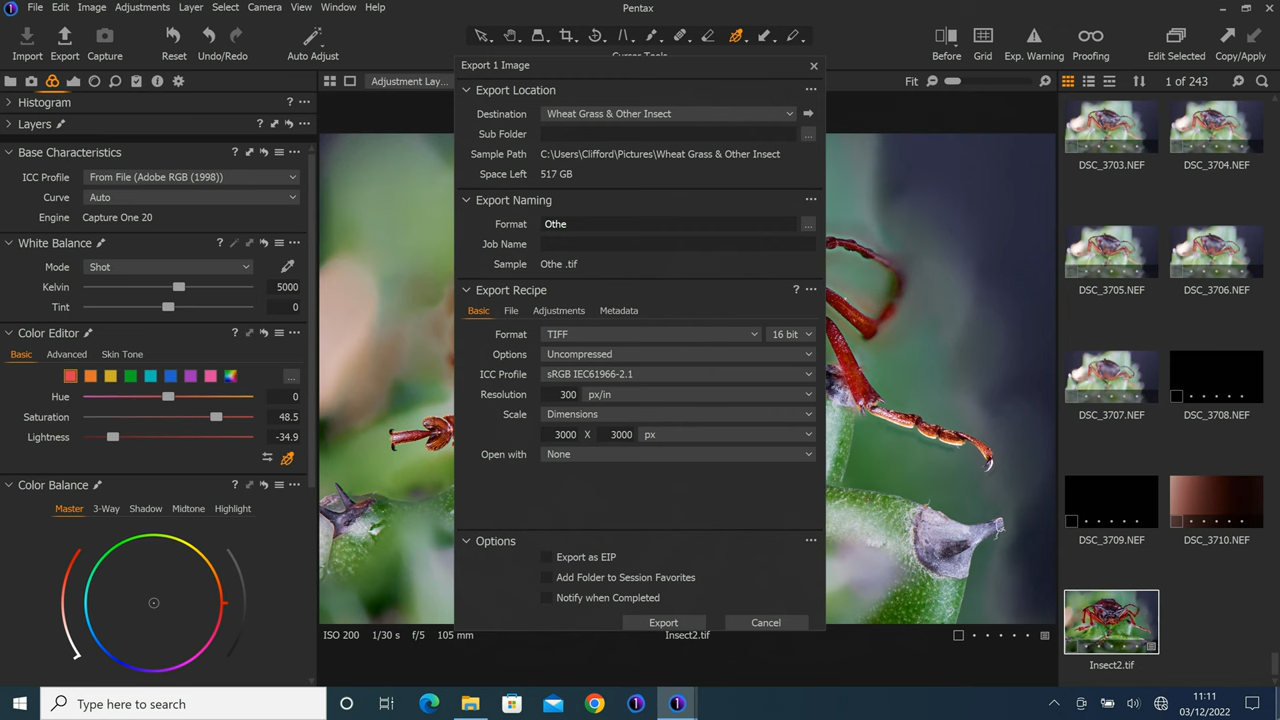 File Edit Image Adjustments Layer Select Camera View Window Help
Pentax
Import Export Capture Reset Undo/Redo Auto Adjust
Cursor Tools
Before Grid Exp. Warning Proofing Edit Selected Copy/Apply
Adjustment Lay...
Fit
1 of 243
Histogram
Layers
Base Characteristics
ICC Profile From File (Adobe RGB (1998))
Curve Auto
Engine Capture One 20
White Balance
Mode Shot
Kelvin 5000
Tint 0
Color Editor
Basic Advanced Skin Tone
Hue 0
Saturation 48.5
Lightness -34.9
Color Balance
Master 3-Way Shadow Midtone Highlight
Export 1 Image
Export Location
Destination Wheat Grass & Other Insect
Sub Folder
Sample Path C:\Users\Clifford\Pictures\Wheat Grass & Other Insect
Space Left 517 GB
Export Naming
Format Othe
Job Name
Sample Othe .tif
Export Recipe
Basic File Adjustments Metadata
Format TIFF 16 bit
Options Uncompressed
ICC Profile sRGB IEC61966-2.1
Resolution 300 px/in
Scale Dimensions
3000 X 3000 px
Open with None
Options
Export as EIP
Add Folder to Session Favorites
Notify when Completed
Export Cancel
ISO 200 1/30 s f/5 105 mm
Insect2.tif
DSC_3703.NEF DSC_3704.NEF
DSC_3705.NEF DSC_3706.NEF
DSC_3707.NEF DSC_3708.NEF
DSC_3709.NEF DSC_3710.NEF
Insect2.tif
Type here to search
11:11
03/12/2022